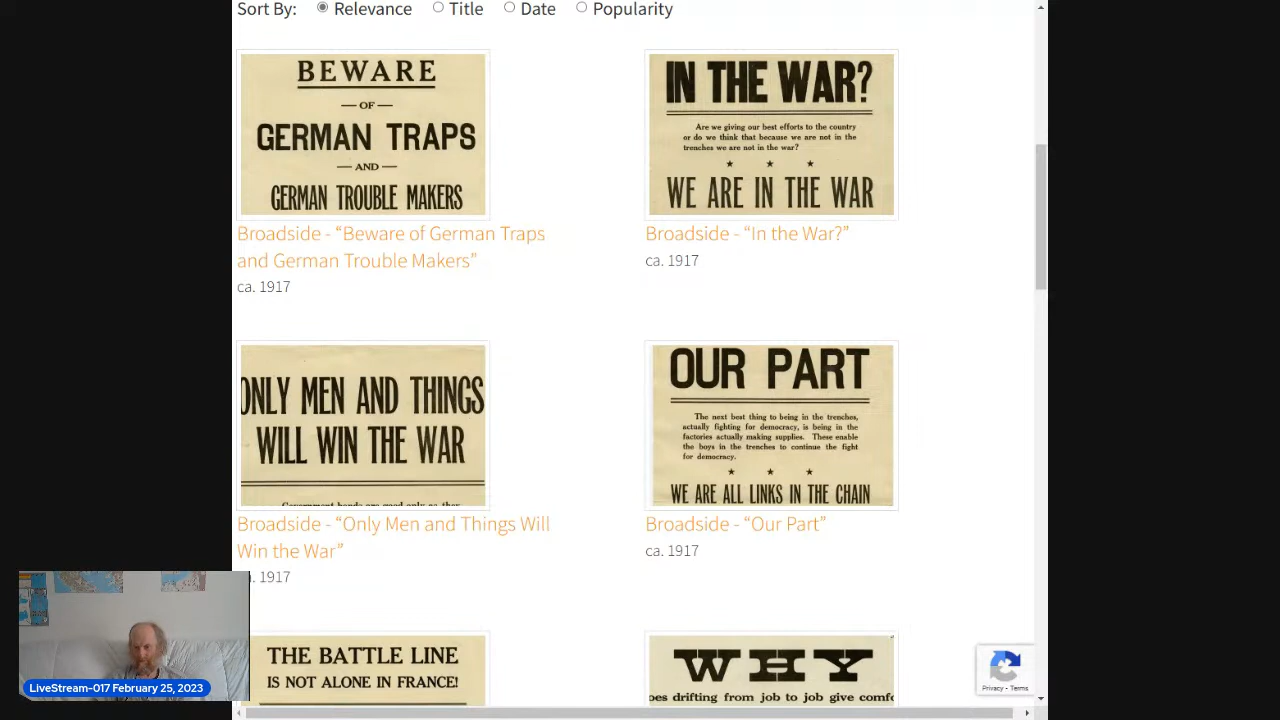 Sort By: Relevance Title Date Popularity
BEWARE
OF
GERMAN TRAPS
AND
GERMAN TROUBLE MAKERS
Broadside - “Beware of German Traps
and German Trouble Makers”
ca. 1917
IN THE WAR?
Are we giving our best efforts to the country
or do we think that because we are not in the
trenches we are not in the war?
WE ARE IN THE WAR
Broadside - “In the War?”
ca. 1917
ONLY MEN AND THINGS
WILL WIN THE WAR
Broadside - “Only Men and Things Will
Win the War”
1917
OUR PART
The next best thing to being in the trenches,
actually fighting for democracy, is being in the
factories actually making supplies. These enable
the boys in the trenches to continue the fight
for democracy.
WE ARE ALL LINKS IN THE CHAIN
Broadside - “Our Part”
ca. 1917
THE BATTLE LINE
IS NOT ALONE IN FRANCE!
WHY
drifting from job to job give
Privacy - Terms
LiveStream-017 February 25, 2023